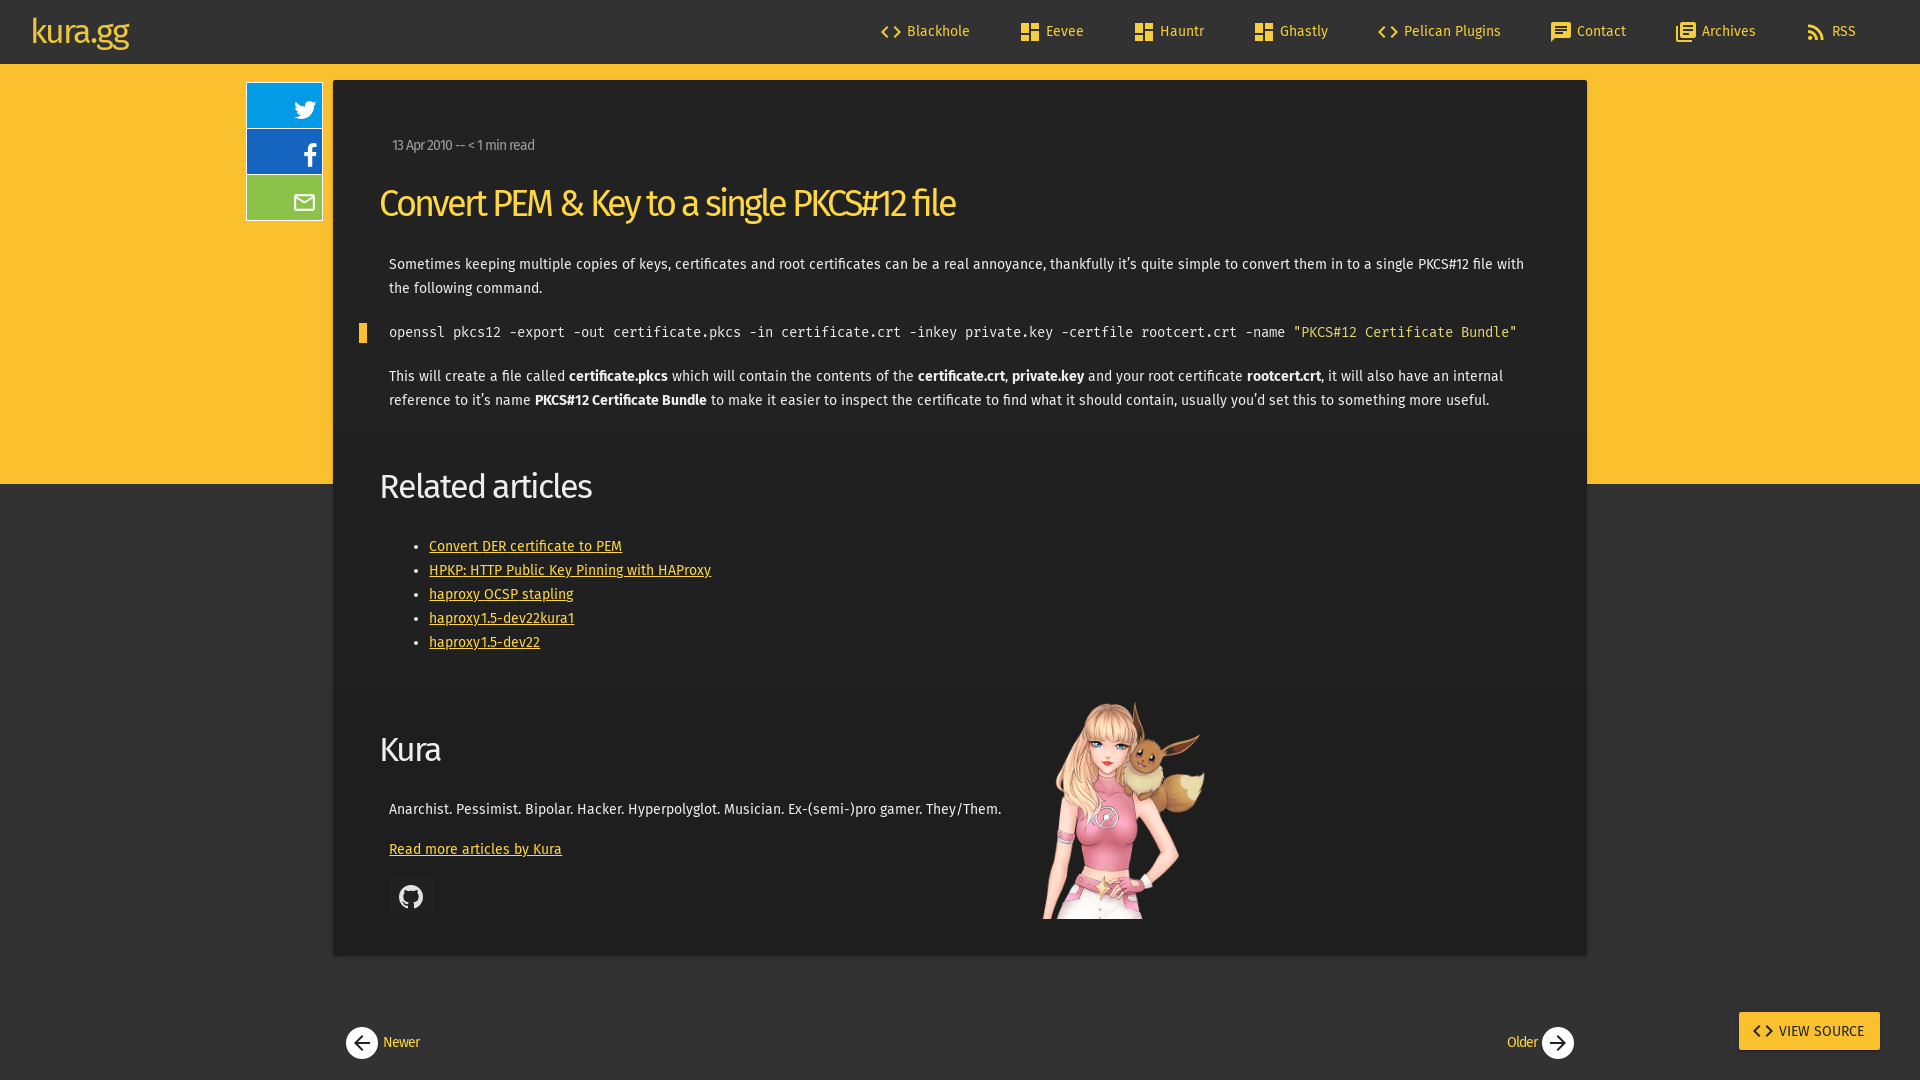 kura.gg
Blackhole
Eevee
Hauntr
Ghastly
Pelican Plugins
Contact
Archives
RSS
13 Apr 2010 -- < 1 min read
Convert PEM & Key to a single PKCS#12 file
Sometimes keeping multiple copies of keys, certificates and root certificates can be a real annoyance, thankfully it’s quite simple to convert them in to a single PKCS#12 file with
the following command.
openssl pkcs12 -export -out certificate.pkcs -in certificate.crt -inkey private.key -certfile rootcert.crt -name "PKCS#12 Certificate Bundle"
This will create a file called certificate.pkcs which will contain the contents of the certificate.crt, private.key and your root certificate rootcert.crt, it will also have an internal
reference to it’s name PKCS#12 Certificate Bundle to make it easier to inspect the certificate to find what it should contain, usually you’d set this to something more useful.
Related articles
Convert DER certificate to PEM
HPKP: HTTP Public Key Pinning with HAProxy
haproxy OCSP stapling
haproxy1.5-dev22kura1
haproxy1.5-dev22
Kura
Anarchist. Pessimist. Bipolar. Hacker. Hyperpolyglot. Musician. Ex-(semi-)pro gamer. They/Them.
Read more articles by Kura
Newer
Older
VIEW SOURCE